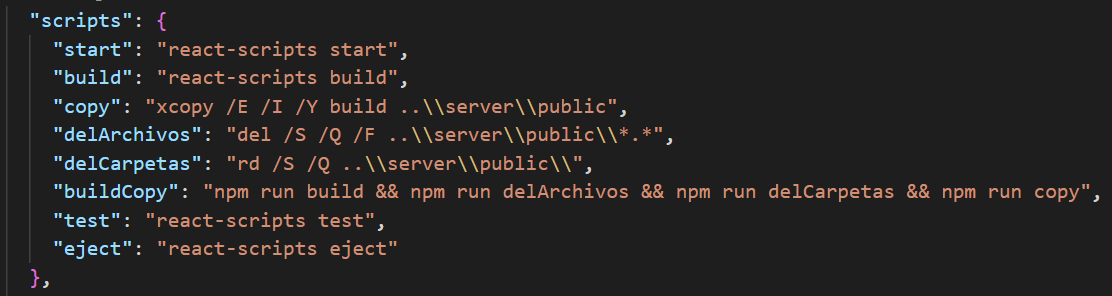 "scripts": {
"start": "react-scripts start",
"build": "react-scripts build",
"copy": "xcopy /E /I /Y build ..\\server\\public",
"delArchivos": "del /S /Q /F ..\\server\\public\\*.*",
"delCarpetas": "rd /S /Q ..\\server\\public\\",
"buildCopy": "npm run build && npm run delArchivos && npm run delCarpetas && npm run copy",
"test": "react-scripts test",
"eject": "react-scripts eject"
},